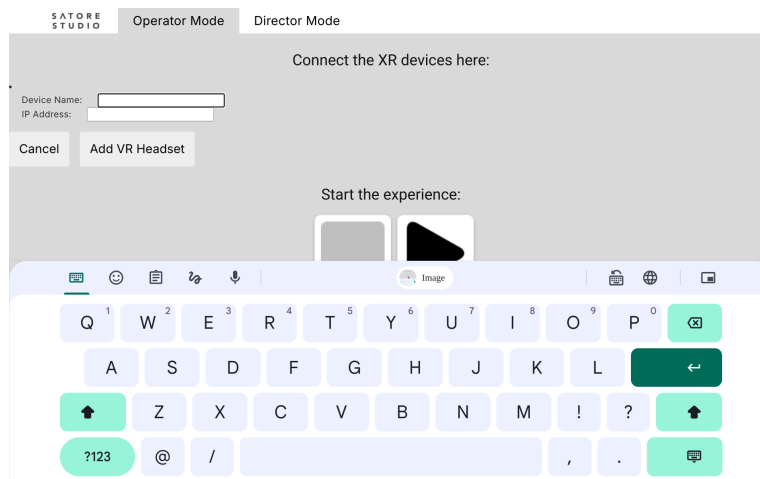 SATORE
STUDIO
Operator Mode
Director Mode
Connect the XR devices here:
Device Name:
IP Address:
Cancel
Add VR Headset
Start the experience:
Image
Q 1 W 2 E 3 R 4 T 5 Y 6 U 7 I 8 O 9 P 0
A S D F G H J K L
Z X C V B N M ! ?
?123 @ / , .